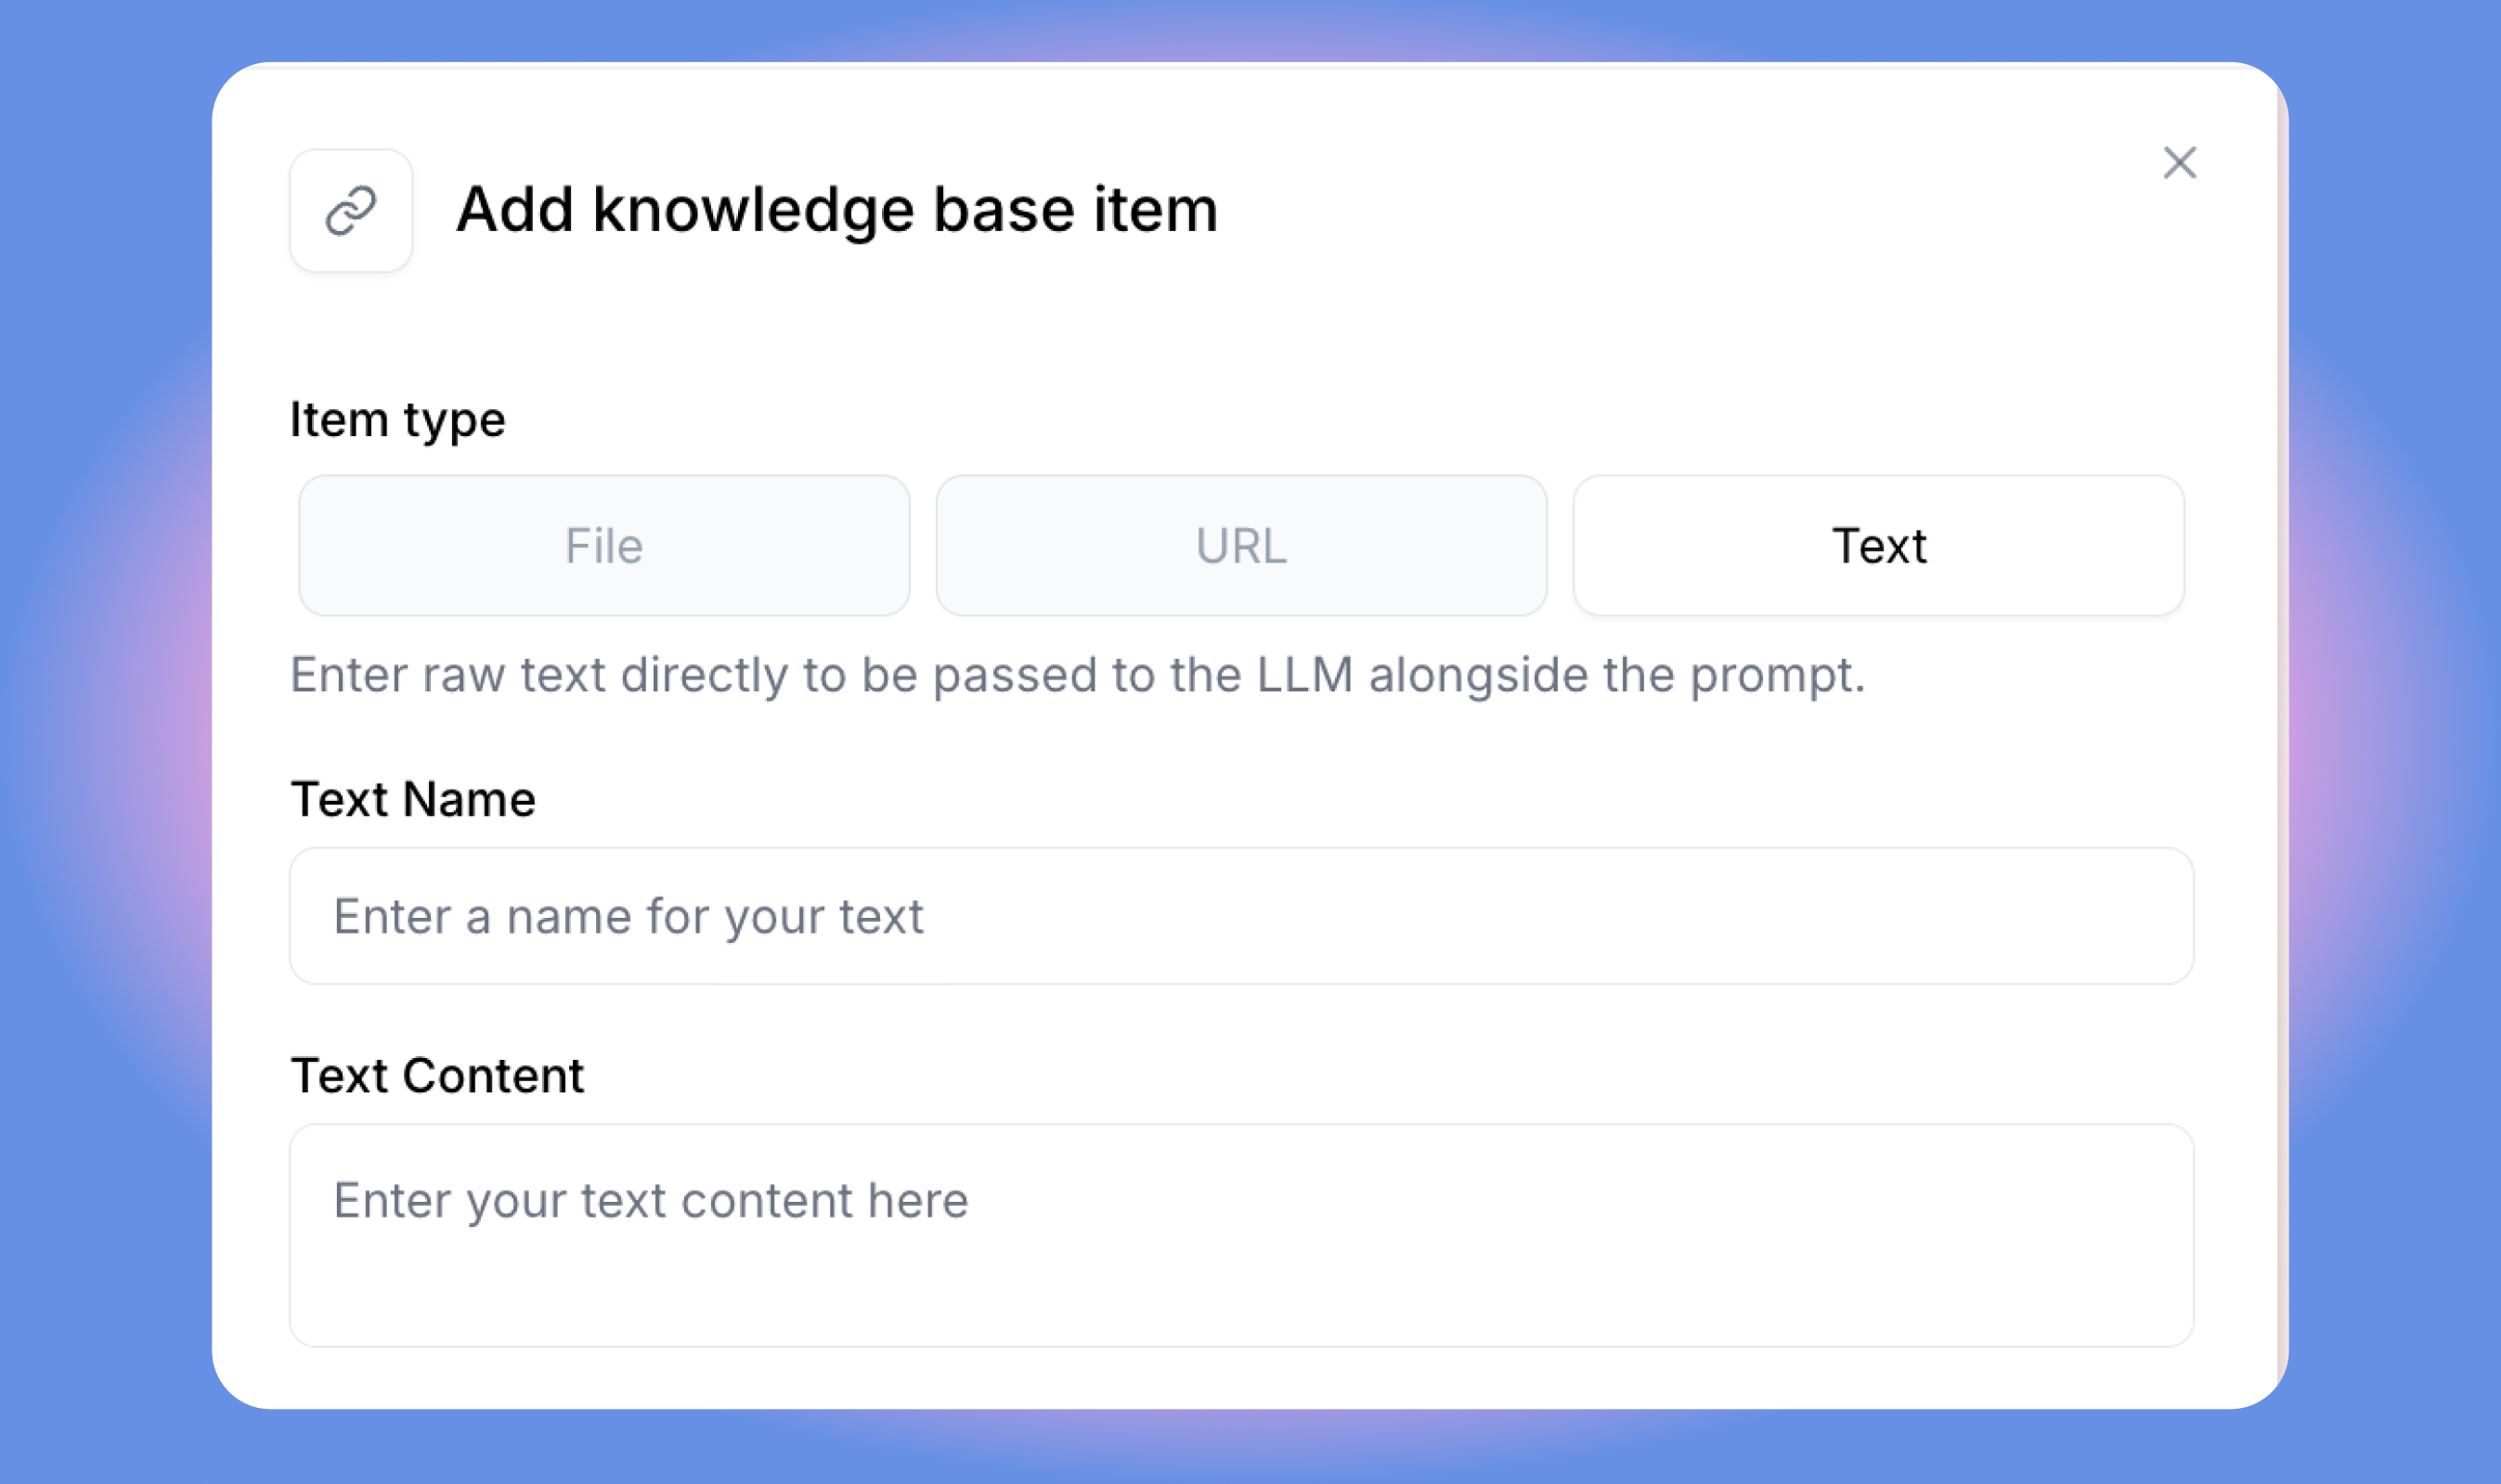 Add knowledge base item
Item type
File
URL
Text
Enter raw text directly to be passed to the LLM alongside the prompt.
Text Name
Enter a name for your text
Text Content
Enter your text content here